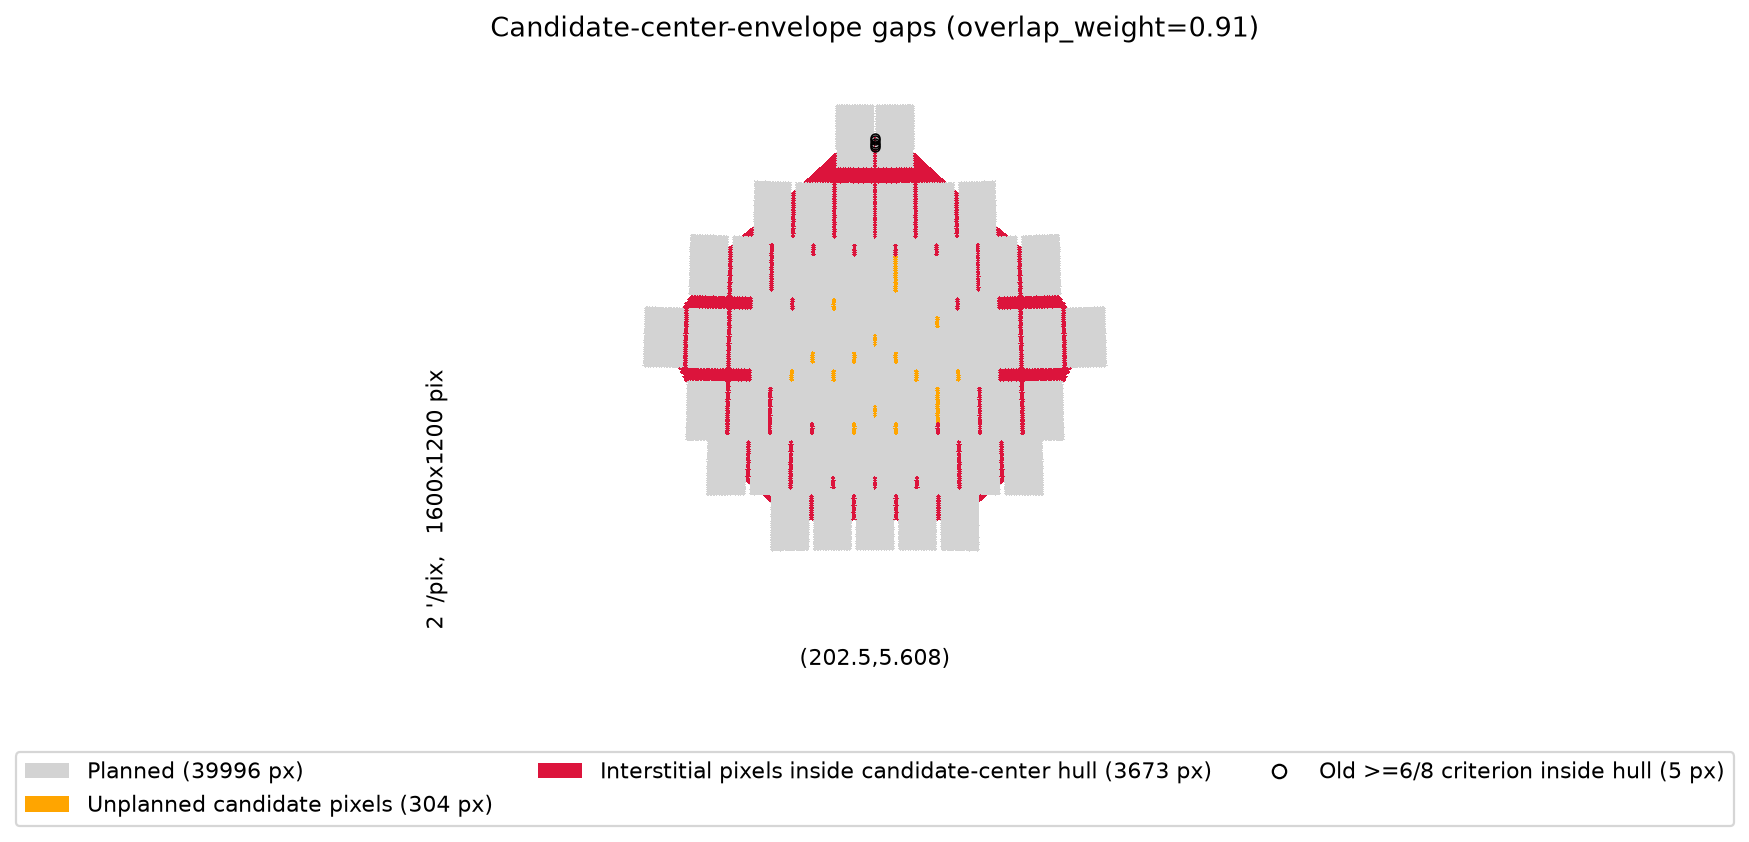 Candidate-center-envelope gaps (overlap_weight=0.91)
2 '/pix,   1600x1200 pix
(202.5,5.608)
Planned (39996 px)
Unplanned candidate pixels (304 px)
Interstitial pixels inside candidate-center hull (3673 px)
Old >=6/8 criterion inside hull (5 px)